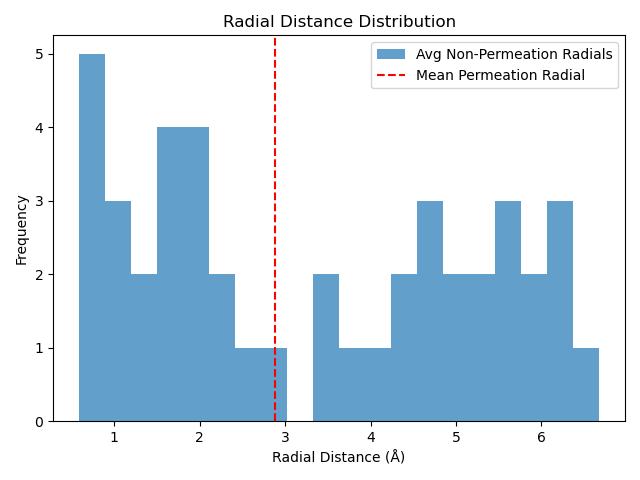 Radial Distance Distribution
Avg Non-Permeation Radials
Mean Permeation Radial
Frequency
5
4
3
2
1
0
1 2 3 4 5 6
Radial Distance (Å)